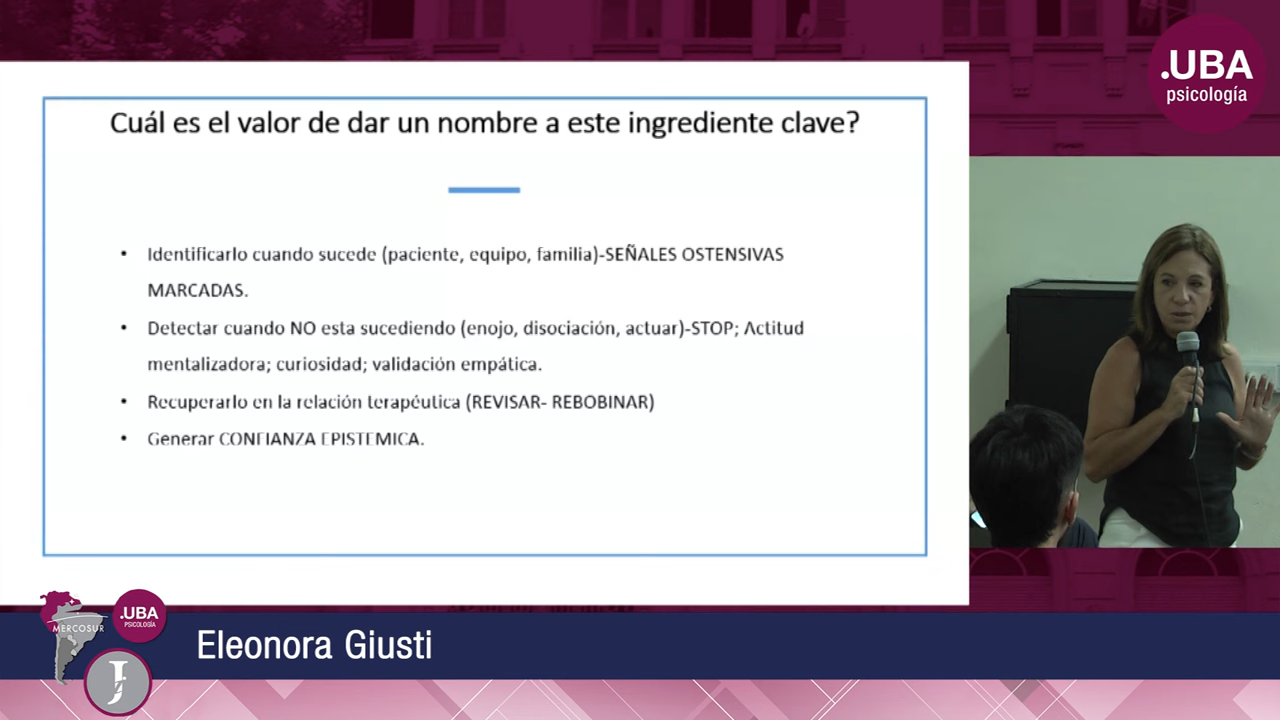 .UBA
psicología
Cuál es el valor de dar un nombre a este ingrediente clave?
• Identificarlo cuando sucede (paciente, equipo, familia)-SEÑALES OSTENSIVAS
MARCADAS.
• Detectar cuando NO esta sucediendo (enojo, disociación, actuar)-STOP; Actitud
mentalizadora; curiosidad; validación empática.
• Recuperarlo en la relación terapéutica (REVISAR- REBOBINAR)
• Generar CONFIANZA EPISTEMICA.
MERCOSUR
.UBA
PSICOLOGÍA
J
Eleonora Giusti